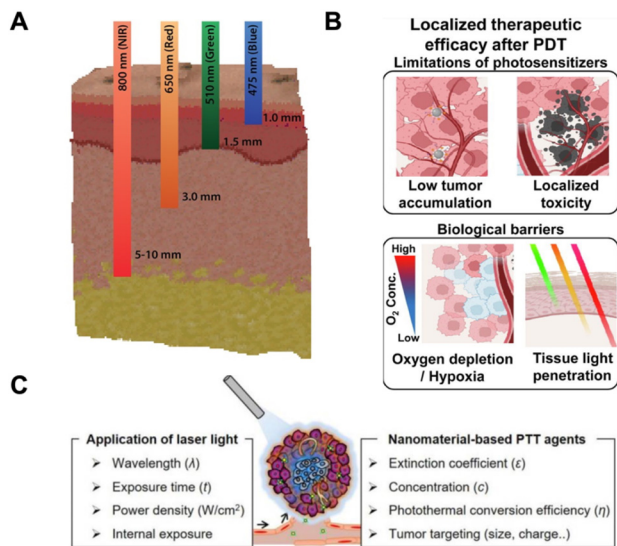 A
800 nm (NIR)
650 nm (Red)
510 nm (Green)
475 nm (Blue)
1.0 mm
1.5 mm
3.0 mm
5-10 mm
B
Localized therapeutic
efficacy after PDT
Limitations of photosensitizers
Low tumor
accumulation
Localized
toxicity
Biological barriers
High
O₂ Conc.
Low
Oxygen depletion
/ Hypoxia
Tissue light
penetration
C
Application of laser light
➢ Wavelength (λ)
➢ Exposure time (t)
➢ Power density (W/cm²)
➢ Internal exposure
Nanomaterial-based PTT agents
➢ Extinction coefficient (ε)
➢ Concentration (c)
➢ Photothermal conversion efficiency (η)
➢ Tumor targeting (size, charge..)